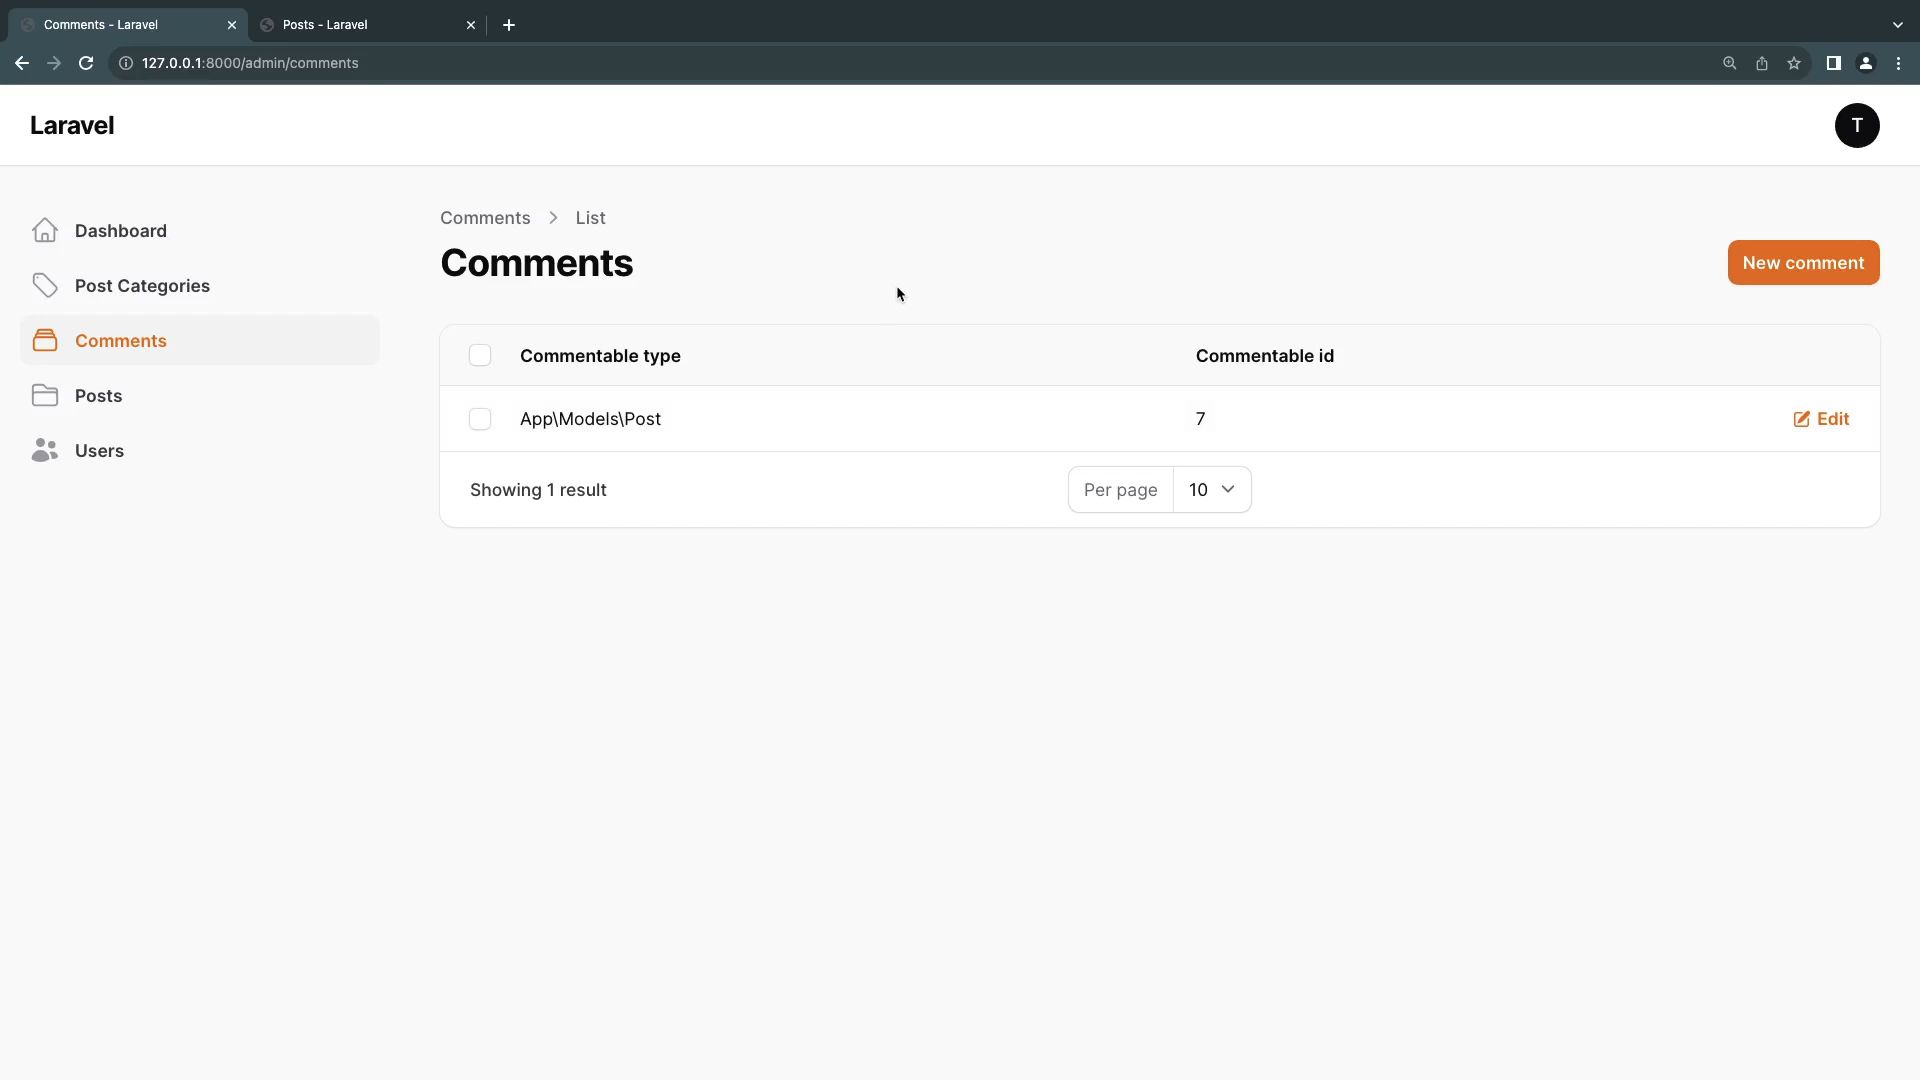 Comments - Laravel
Posts - Laravel
127.0.0.1:8000/admin/comments
Laravel
T
Dashboard
Post Categories
Comments
Posts
Users
Comments > List
Comments
New comment
Commentable type Commentable id
App\Models\Post 7 Edit
Showing 1 result Per page 10